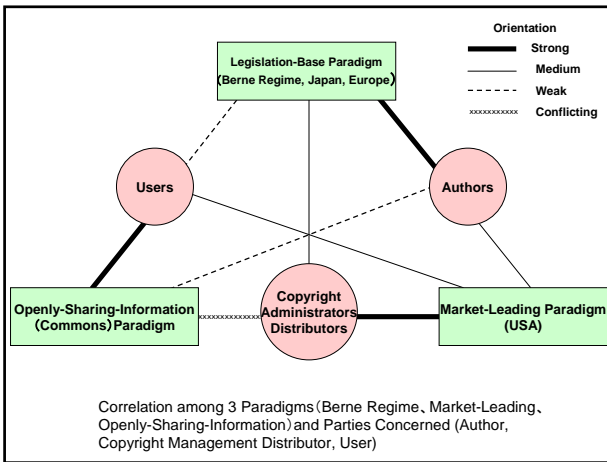 Orientation
Strong
Medium
Weak
xxxxxxxxxxx Conflicting
Legislation-Base Paradigm
(Berne Regime, Japan, Europe)
Users
Authors
Openly-Sharing-Information
(Commons) Paradigm
Copyright
Administrators
Distributors
Market-Leading Paradigm
(USA)
Correlation among 3 Paradigms(Berne Regime、Market-Leading、
Openly-Sharing-Information)and Parties Concerned (Author,
Copyright Management Distributor, User)